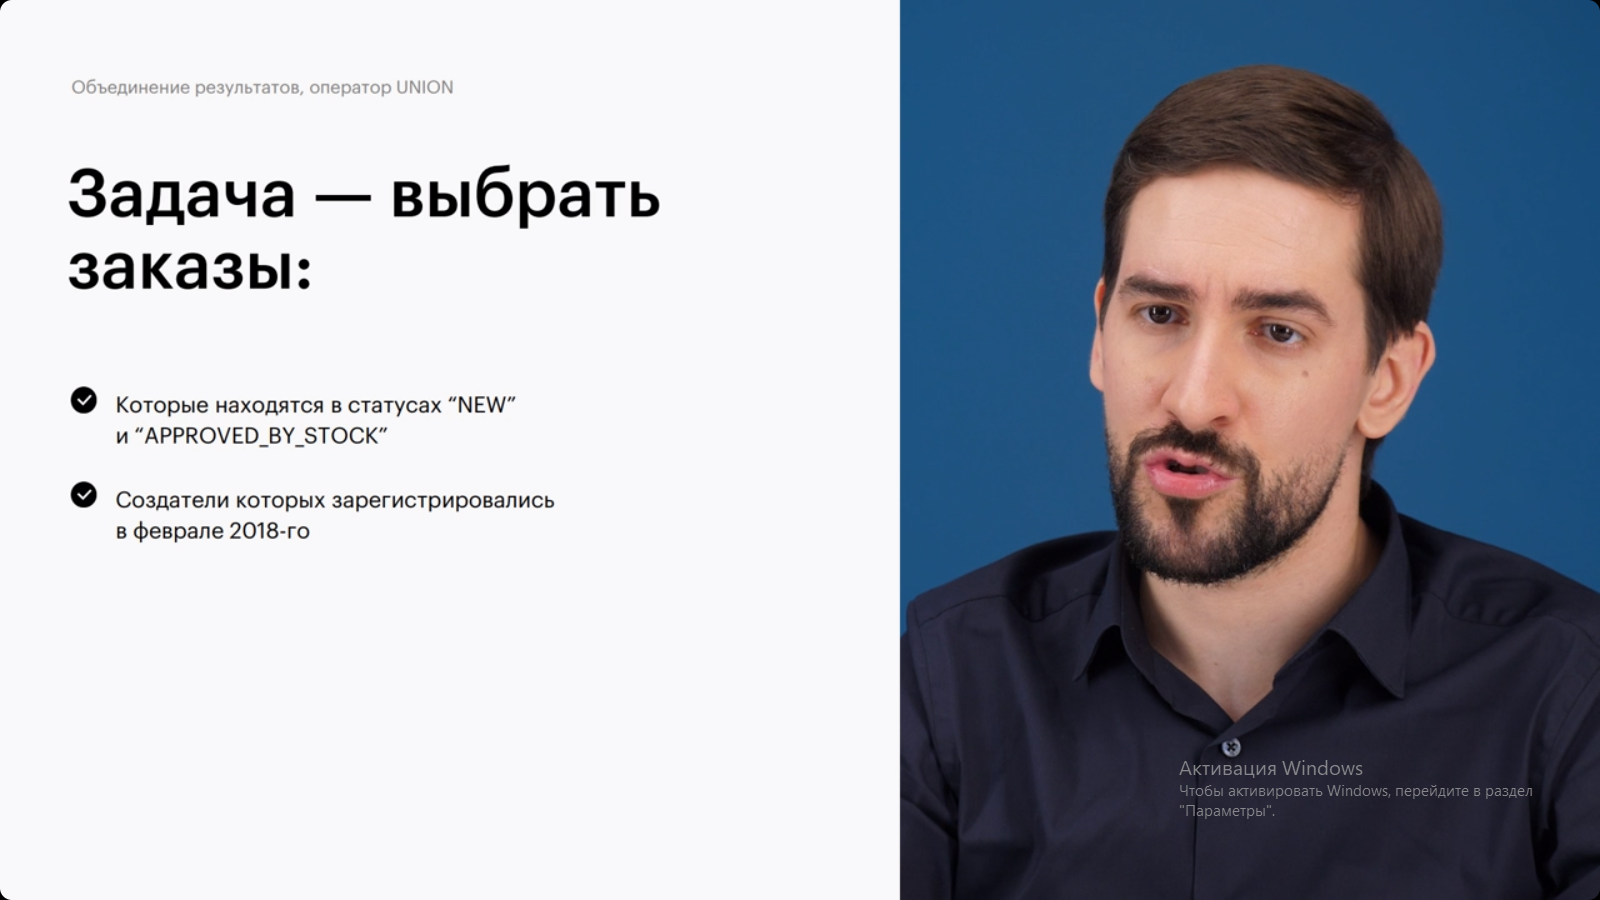 Объединение результатов, оператор UNION
Задача — выбрать
заказы:
Которые находятся в статусах “NEW”
и “APPROVED_BY_STOCK”
Создатели которых зарегистрировались
в феврале 2018-го
Активация Windows
Чтобы активировать Windows, перейдите в раздел
"Параметры".